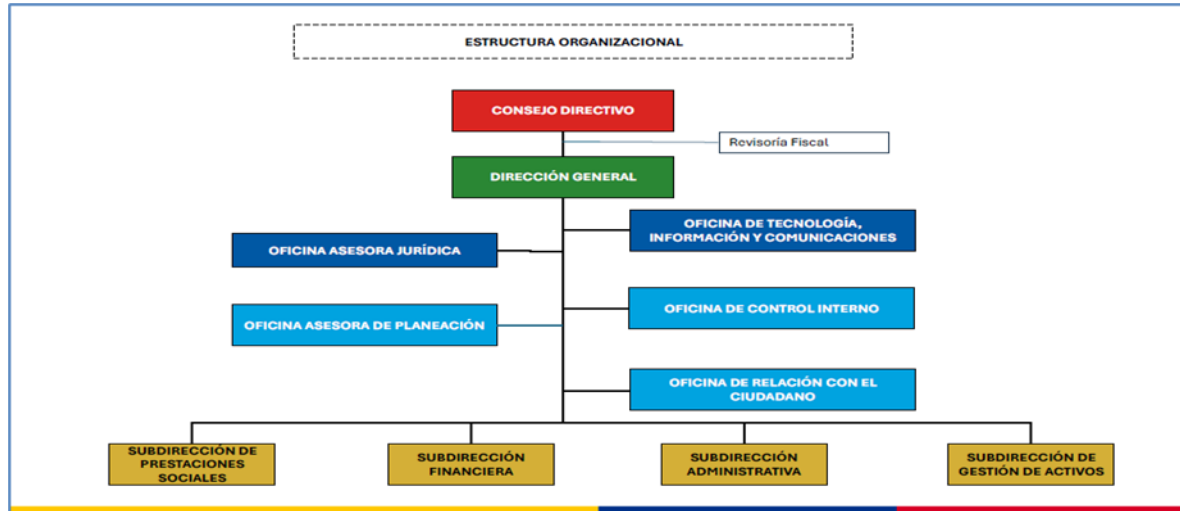 ESTRUCTURA ORGANIZACIONAL
CONSEJO DIRECTIVO
Revisoría Fiscal
DIRECCIÓN GENERAL
OFICINA DE TECNOLOGÍA,
INFORMACIÓN Y COMUNICACIONES
OFICINA ASESORA JURÍDICA
OFICINA DE CONTROL INTERNO
OFICINA ASESORA DE PLANEACIÓN
OFICINA DE RELACIÓN CON EL
CIUDADANO
SUBDIRECCIÓN DE
PRESTACIONES
SOCIALES
SUBDIRECCIÓN
FINANCIERA
SUBDIRECCIÓN
ADMINISTRATIVA
SUBDIRECCIÓN DE
GESTIÓN DE ACTIVOS